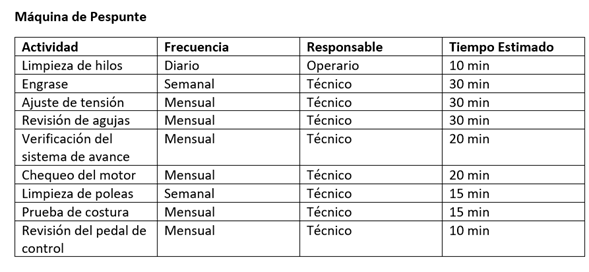 Máquina de Pespunte
Actividad Frecuencia Responsable Tiempo Estimado
Limpieza de hilos Diario Operario 10 min
Engrase Semanal Técnico 30 min
Ajuste de tensión Mensual Técnico 30 min
Revisión de agujas Mensual Técnico 30 min
Verificación del Mensual Técnico 20 min
sistema de avance
Chequeo del motor Mensual Técnico 20 min
Limpieza de poleas Semanal Técnico 15 min
Prueba de costura Mensual Técnico 15 min
Revisión del pedal de Mensual Técnico 10 min
control